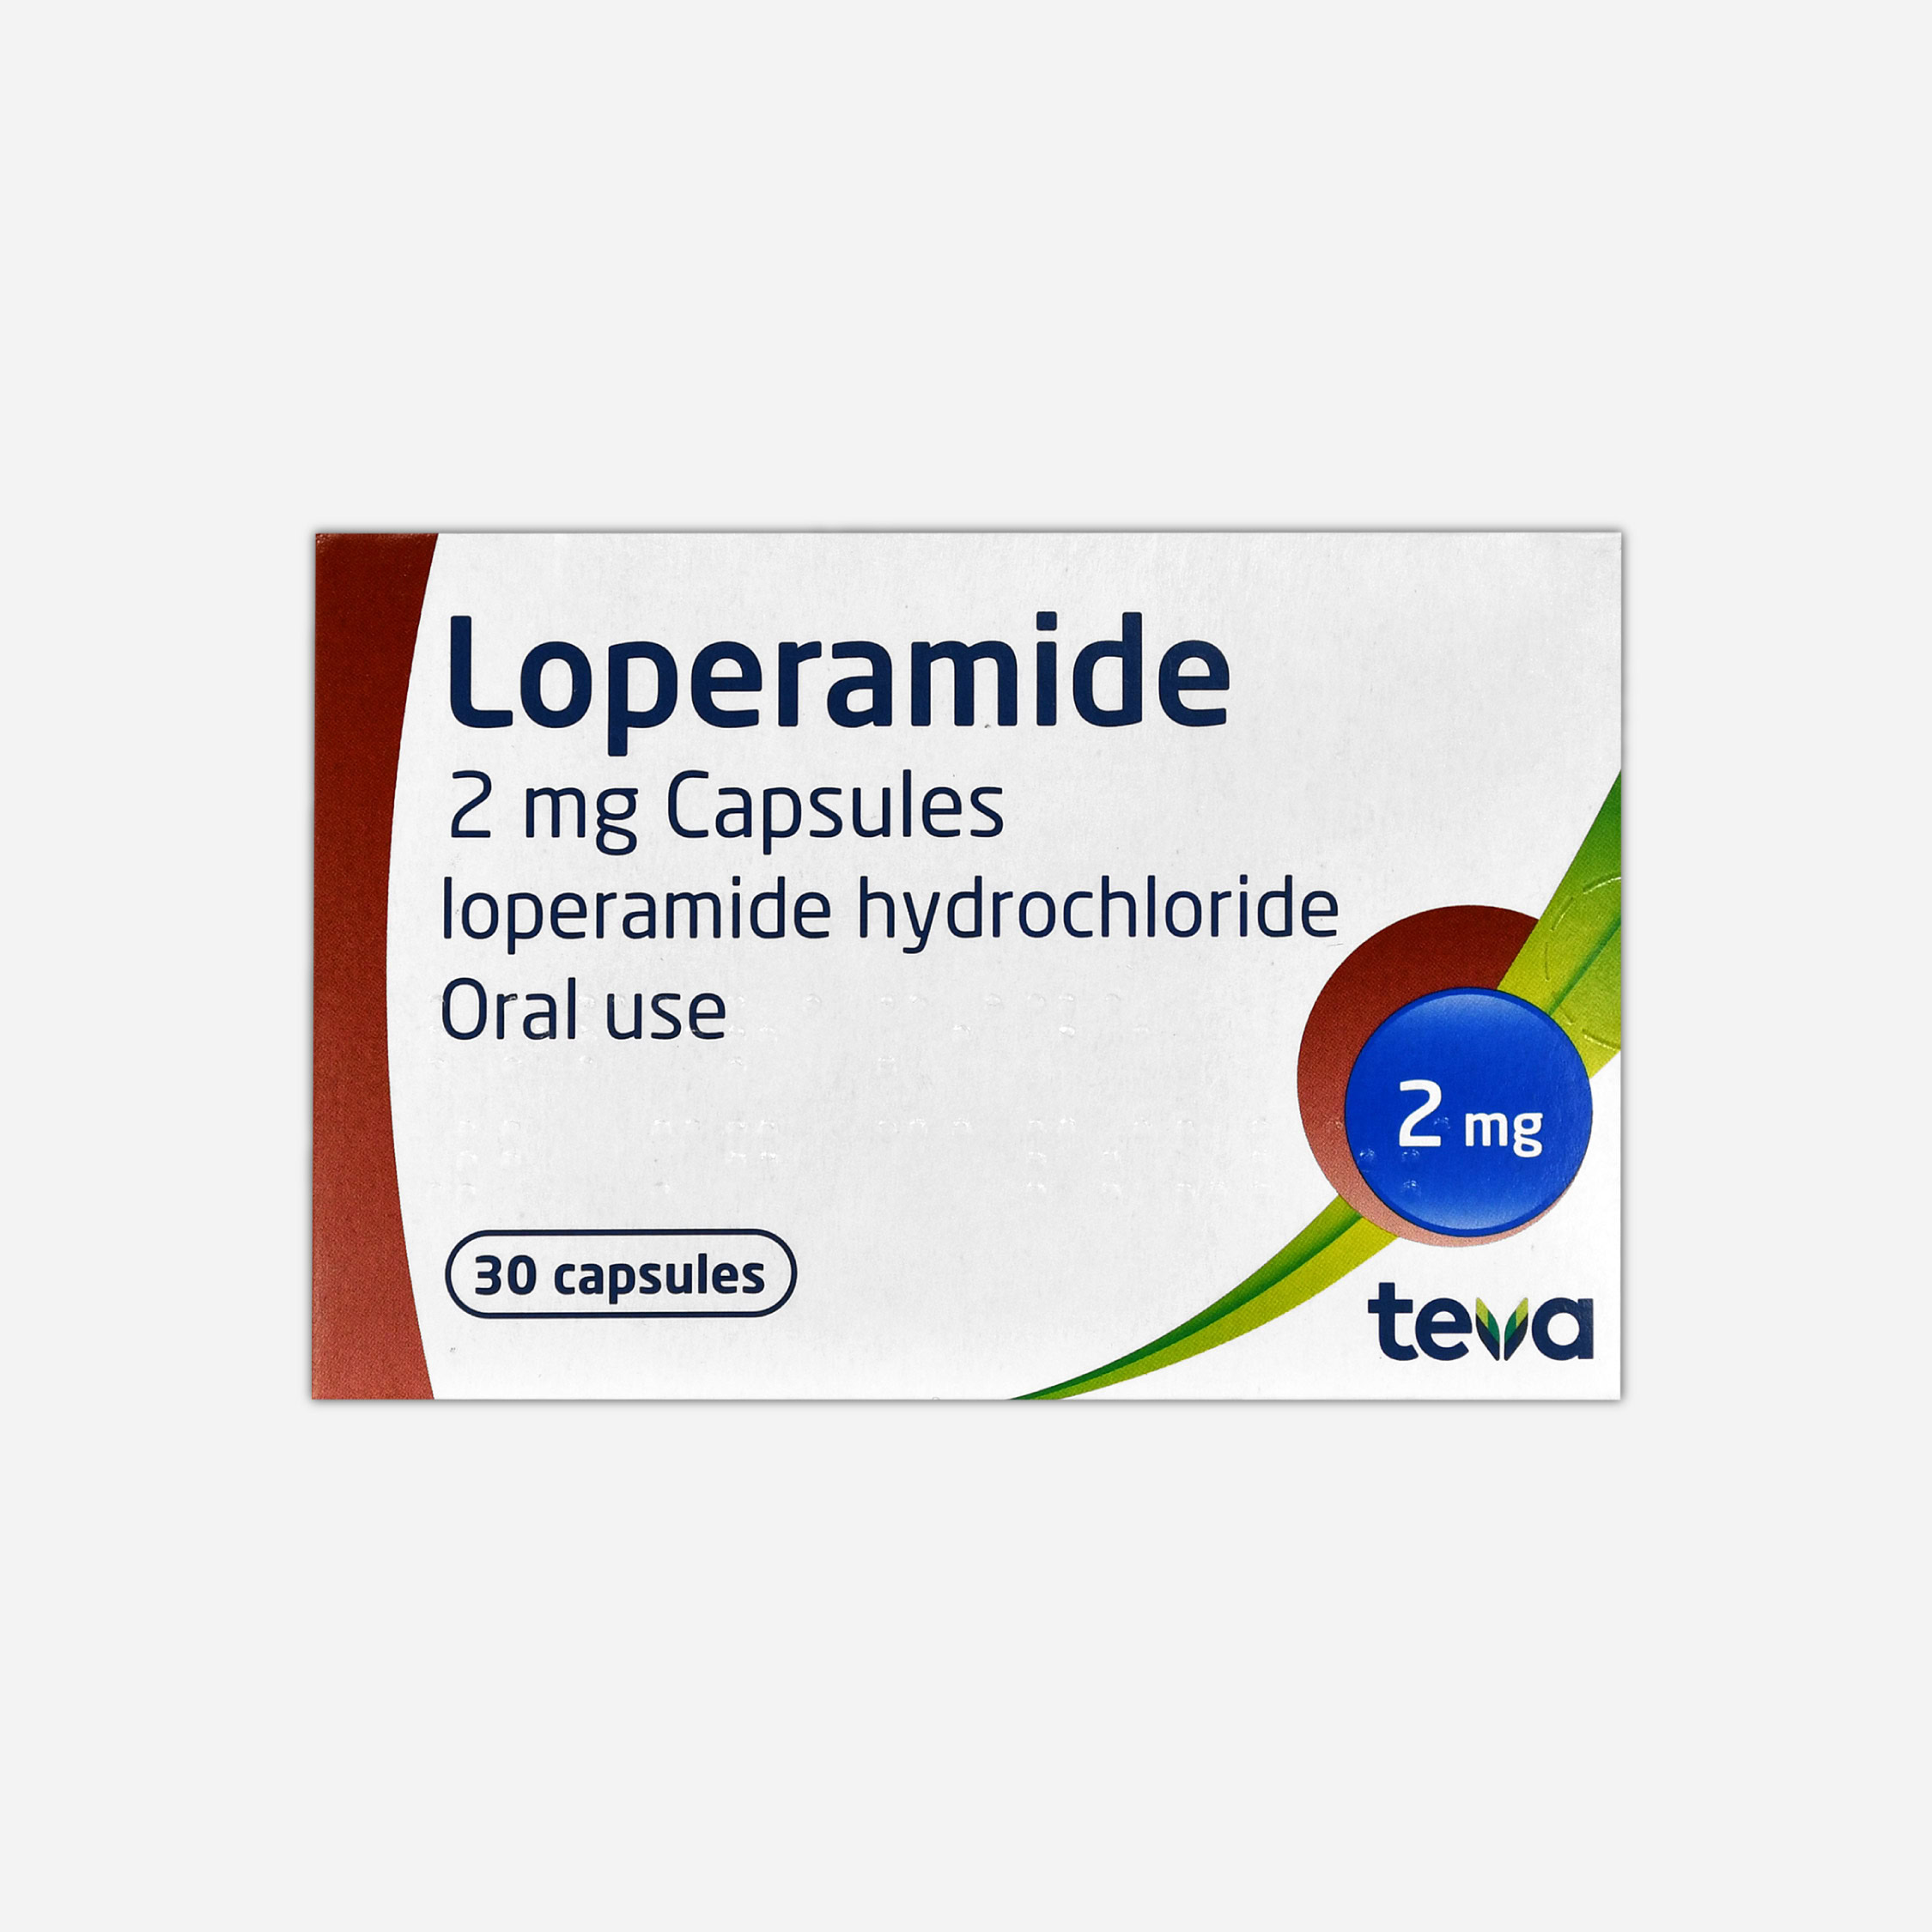 Loperamide
2 mg Capsules
loperamide hydrochloride
Oral use
2 mg
30 capsules
teva